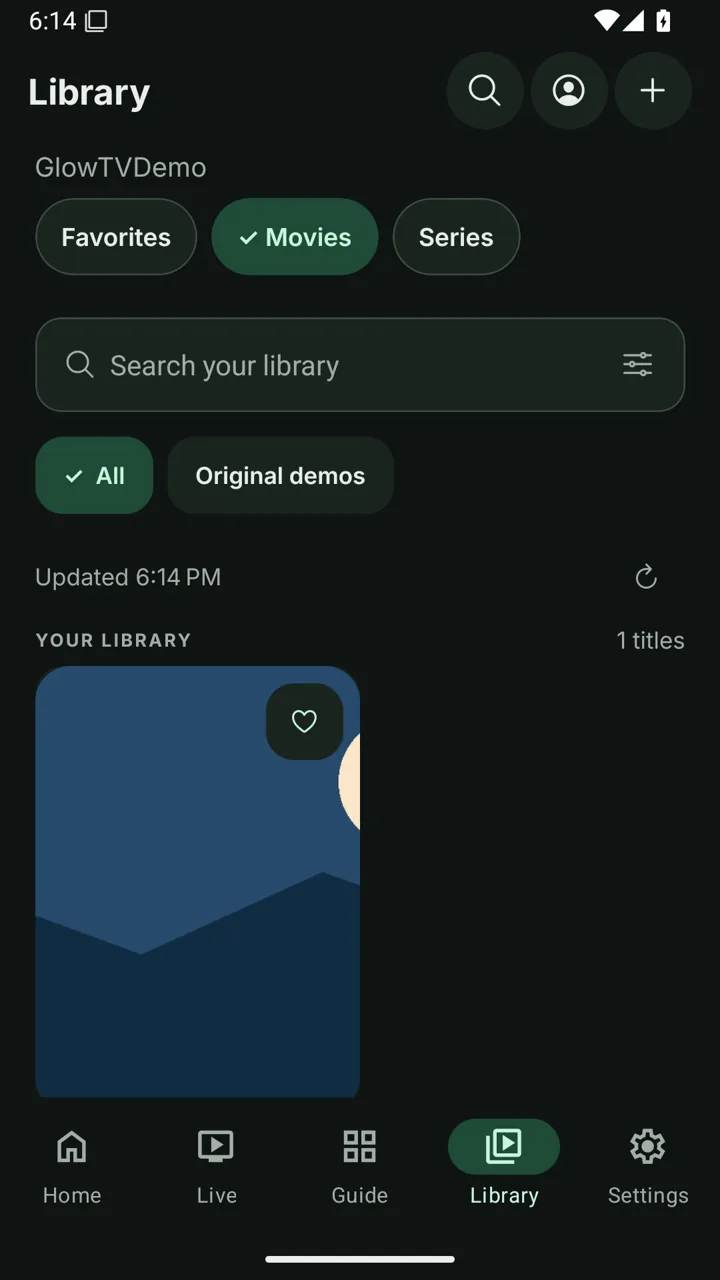 6:14
Library
GlowTVDemo
Favorites
Movies
Series
Search your library
All
Original demos
Updated 6:14 PM
YOUR LIBRARY
1 titles
Home
Live
Guide
Library
Settings